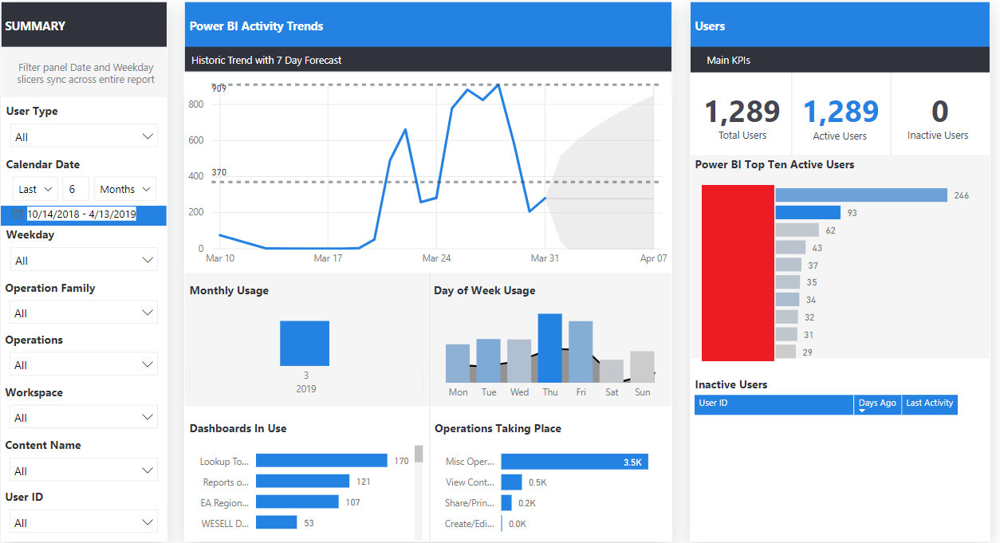 SUMMARY
Filter panel Date and Weekday
slicers sync across entire report
User Type
All
Calendar Date
Last 6 Months
10/14/2018 - 4/13/2019
Weekday
All
Operation Family
All
Operations
All
Workspace
All
Content Name
All
User ID
All
Power BI Activity Trends
Historic Trend with 7 Day Forecast
909
800
600
400
370
200
0
Mar 10 Mar 17 Mar 24 Mar 31 Apr 07
Monthly Usage
3
2019
Day of Week Usage
Mon Tue Wed Thu Fri Sat Sun
Dashboards In Use
Lookup To... 170
Reports o... 121
EA Region... 107
WESELL D... 53
Operations Taking Place
Misc Oper... 3.5K
View Cont... 0.5K
Share/Prin... 0.2K
Create/Edi... 0.0K
Users
Main KPIs
1,289 1,289 0
Total Users Active Users Inactive Users
Power BI Top Ten Active Users
246
93
62
43
37
35
34
32
31
29
Inactive Users
User ID Days Ago Last Activity